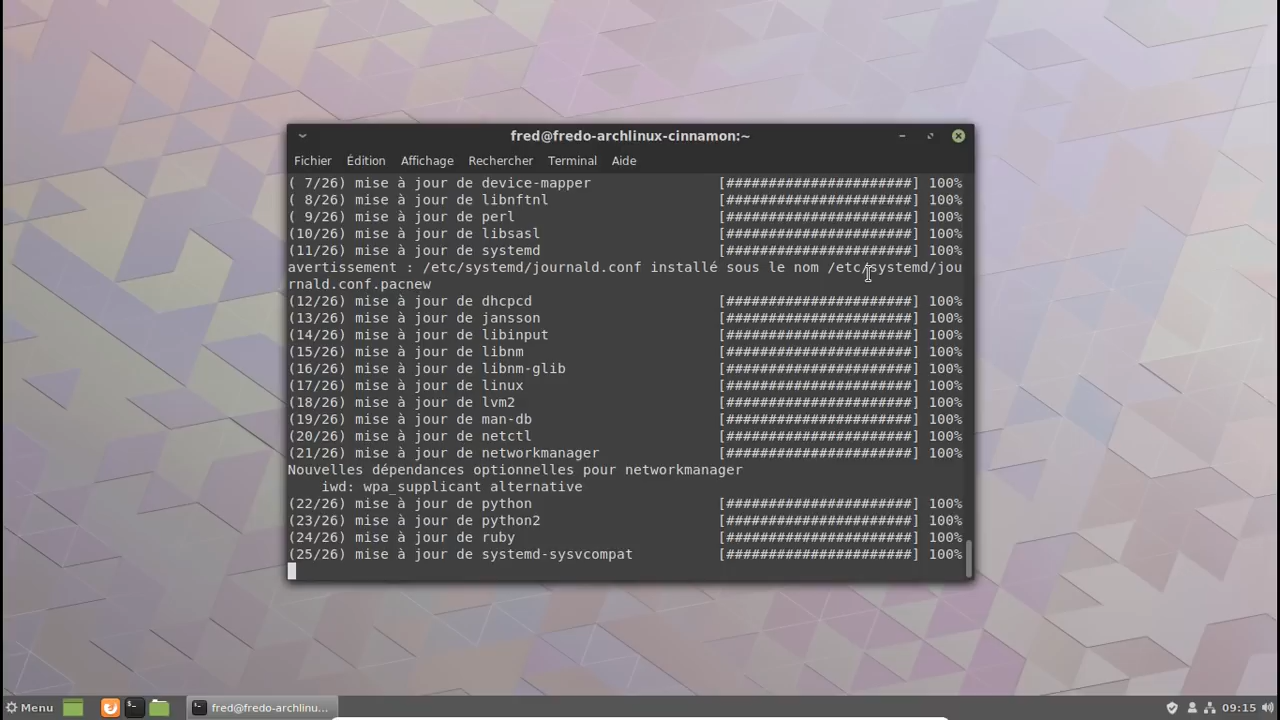 fred@fredo-archlinux-cinnamon:~
Fichier Édition Affichage Rechercher Terminal Aide
( 7/26) mise à jour de device-mapper [######################] 100%
( 8/26) mise à jour de libnftnl [######################] 100%
( 9/26) mise à jour de perl [######################] 100%
(10/26) mise à jour de libsasl [######################] 100%
(11/26) mise à jour de systemd [######################] 100%
avertissement : /etc/systemd/journald.conf installé sous le nom /etc/systemd/jou
rnald.conf.pacnew
(12/26) mise à jour de dhcpcd [######################] 100%
(13/26) mise à jour de jansson [######################] 100%
(14/26) mise à jour de libinput [######################] 100%
(15/26) mise à jour de libnm [######################] 100%
(16/26) mise à jour de libnm-glib [######################] 100%
(17/26) mise à jour de linux [######################] 100%
(18/26) mise à jour de lvm2 [######################] 100%
(19/26) mise à jour de man-db [######################] 100%
(20/26) mise à jour de netctl [######################] 100%
(21/26) mise à jour de networkmanager [######################] 100%
Nouvelles dépendances optionnelles pour networkmanager
iwd: wpa_supplicant alternative
(22/26) mise à jour de python [######################] 100%
(23/26) mise à jour de python2 [######################] 100%
(24/26) mise à jour de ruby [######################] 100%
(25/26) mise à jour de systemd-sysvcompat [######################] 100%
Menu fred@fredo-archlinu... 09:15